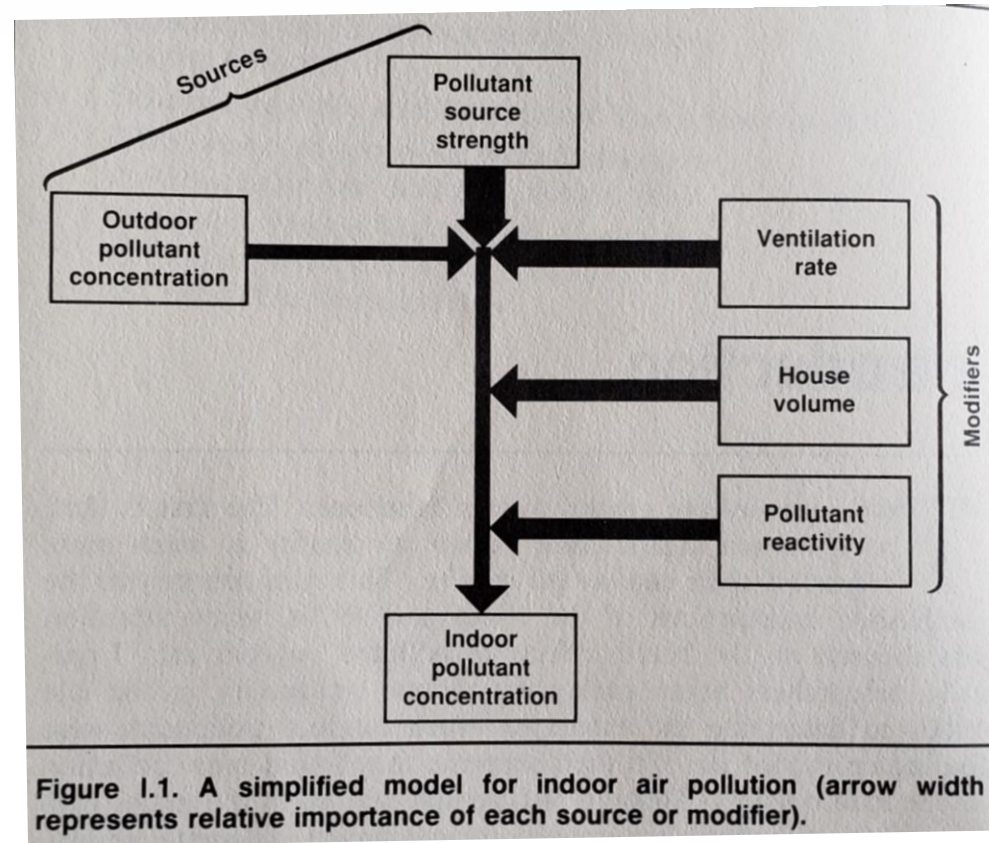 Sources
Pollutant
source
strength
Outdoor
pollutant
concentration
Ventilation
rate
House
volume
Pollutant
reactivity
Modifiers
Indoor
pollutant
concentration
Figure I.1. A simplified model for indoor air pollution (arrow width
represents relative importance of each source or modifier).